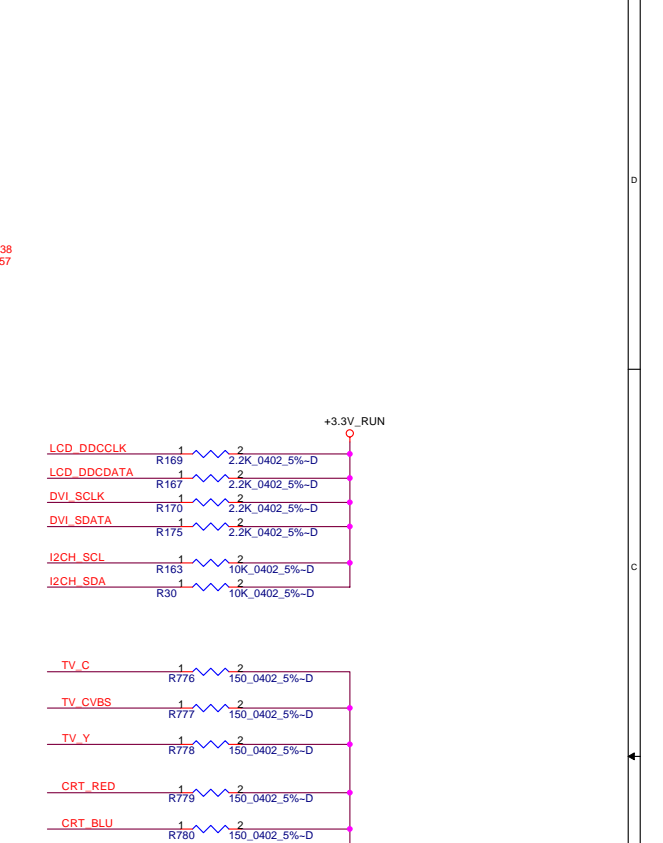 D
38
57
+3.3V_RUN
LCD_DDCCLK 1 2
R169 2.2K_0402_5%~D
LCD_DDCDATA 1 2
R167 2.2K_0402_5%~D
DVI_SCLK 1 2
R170 2.2K_0402_5%~D
DVI_SDATA 1 2
R175 2.2K_0402_5%~D
I2CH_SCL 1 2
R163 10K_0402_5%~D
C
I2CH_SDA 1 2
R30 10K_0402_5%~D
TV_C 1 2
R776 150_0402_5%~D
TV_CVBS 1 2
R777 150_0402_5%~D
TV_Y 1 2
R778 150_0402_5%~D
CRT_RED 1 2
R779 150_0402_5%~D
CRT_BLU 1 2
R780 150_0402_5%~D